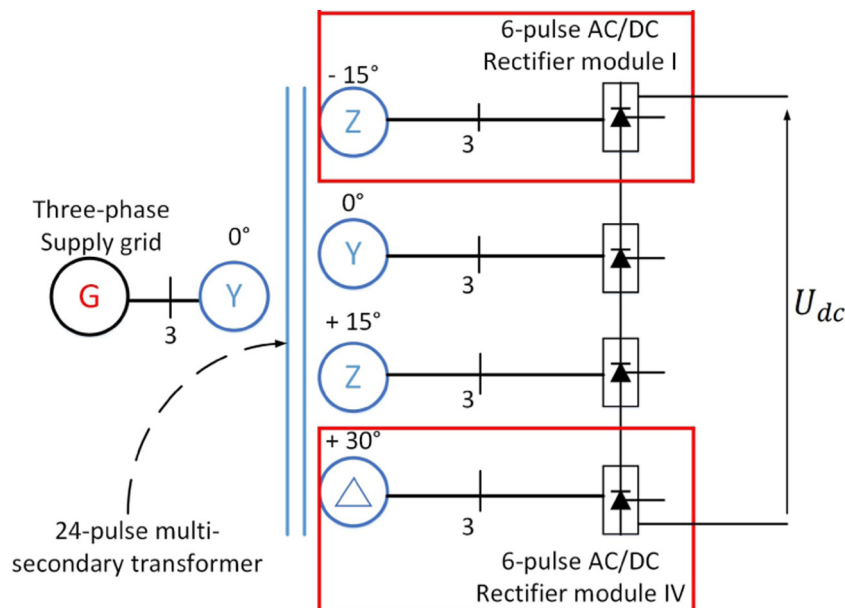 6-pulse AC/DC
Rectifier module I
- 15°
Z
3
Three-phase
Supply grid
0°
G
3
Y
0°
Y
3
U_dc
+ 15°
Z
3
+ 30°
3
24-pulse multi-
secondary transformer
6-pulse AC/DC
Rectifier module IV